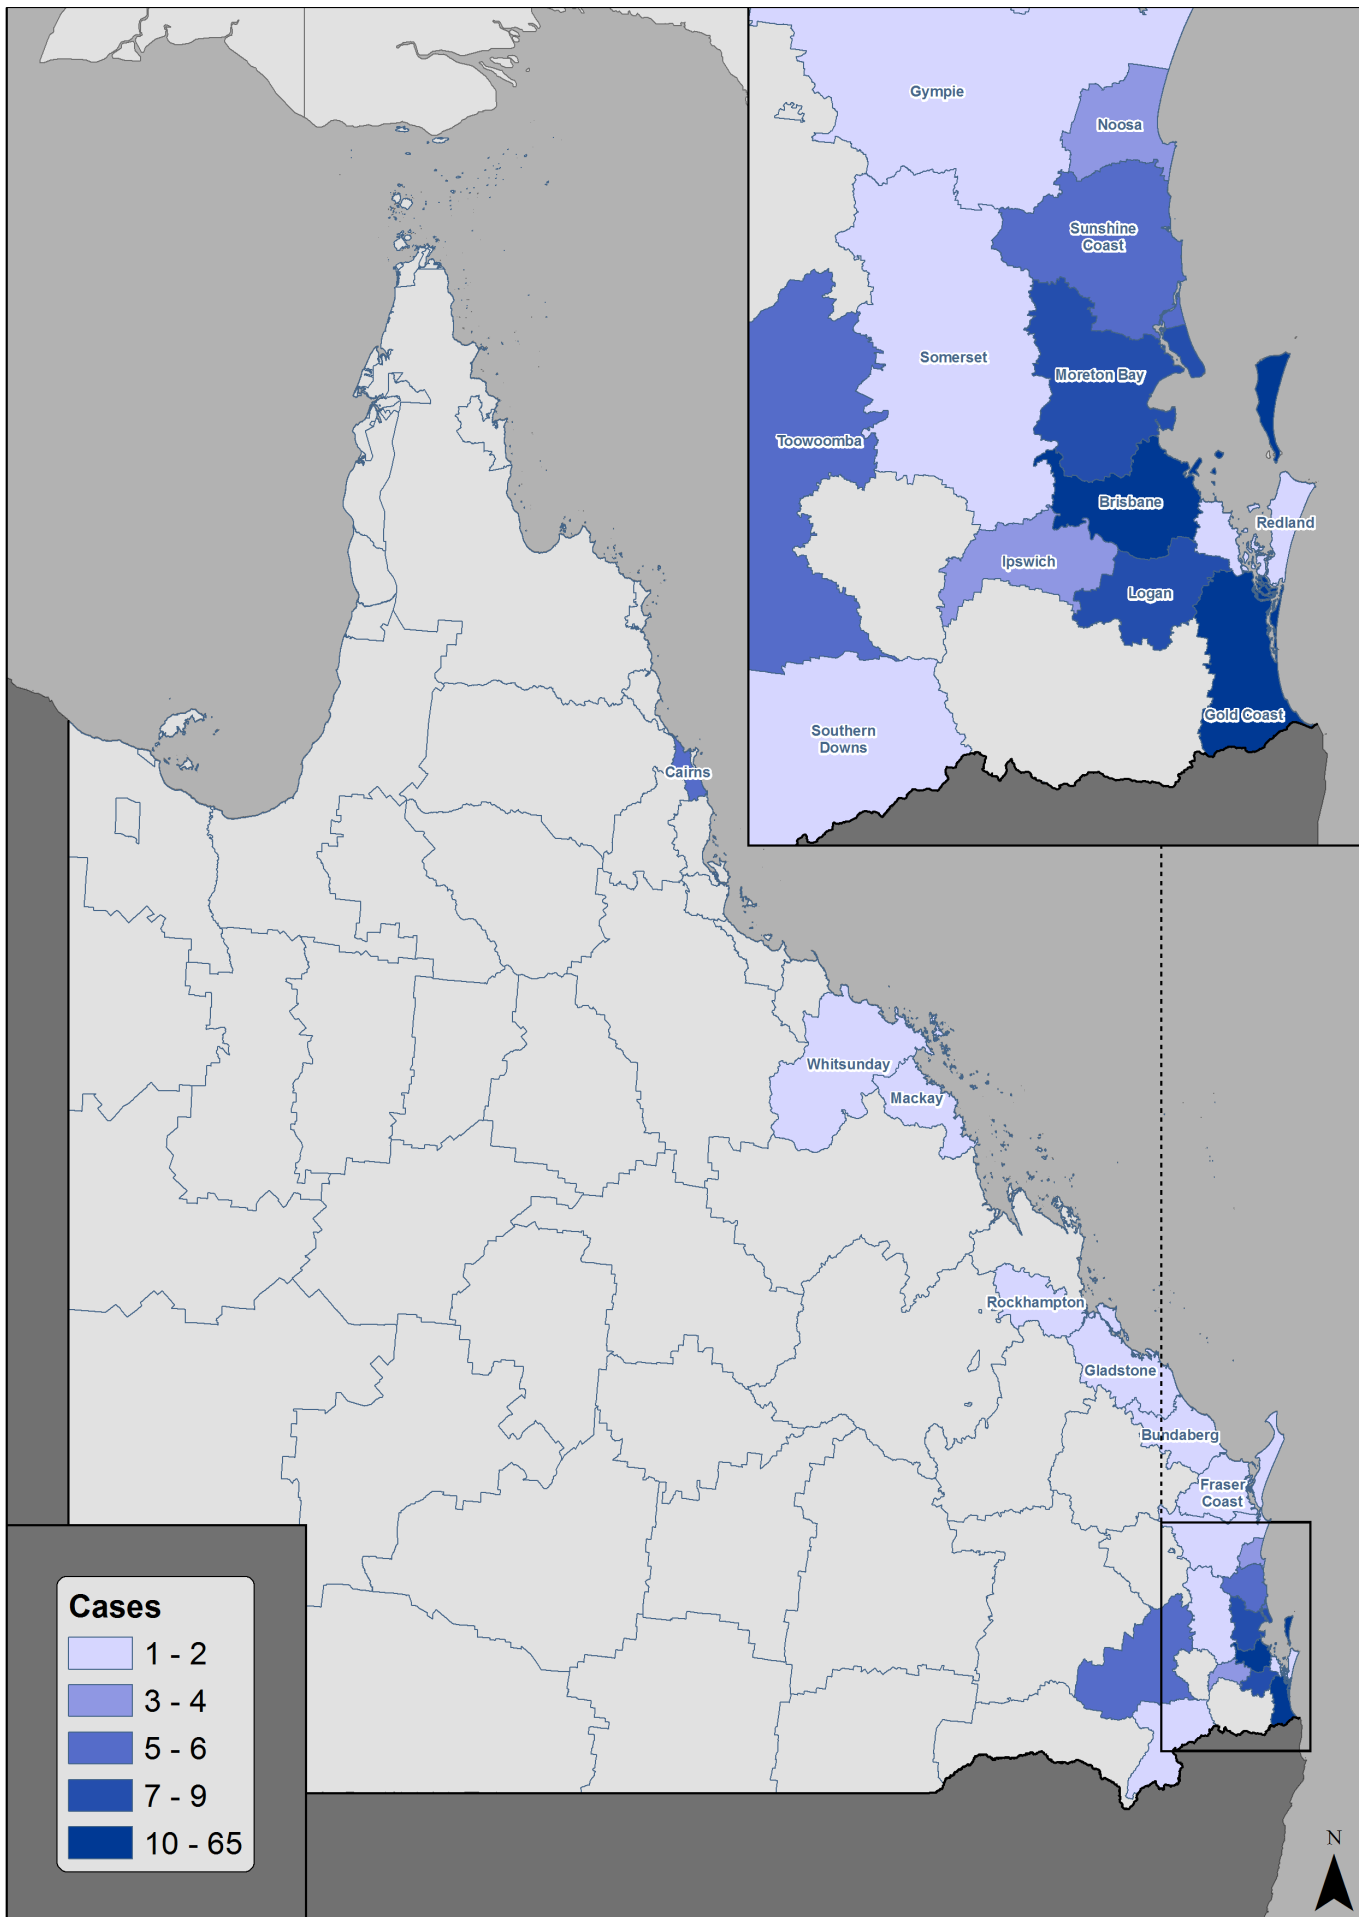 Gympie
Noosa
Sunshine
Coast
Somerset
Moreton Bay
Toowoomba
Brisbane
Redland
Ipswich
Logan
Gold Coast
Southern
Downs
Cairns
Whitsunday
Mackay
Rockhampton
Gladstone
Bundaberg
Fraser
Coast
Cases
1 - 2
3 - 4
5 - 6
7 - 9
10 - 65
N